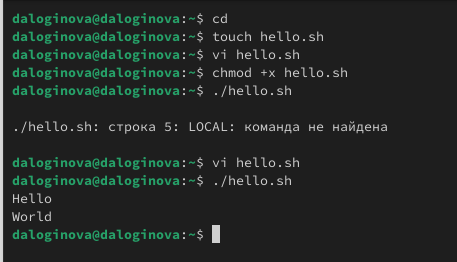 daloginova@daloginova:~$ cd
daloginova@daloginova:~$ touch hello.sh
daloginova@daloginova:~$ vi hello.sh
daloginova@daloginova:~$ chmod +x hello.sh
daloginova@daloginova:~$ ./hello.sh
./hello.sh: строка 5: LOCAL: команда не найдена
daloginova@daloginova:~$ vi hello.sh
daloginova@daloginova:~$ ./hello.sh
Hello
World
daloginova@daloginova:~$